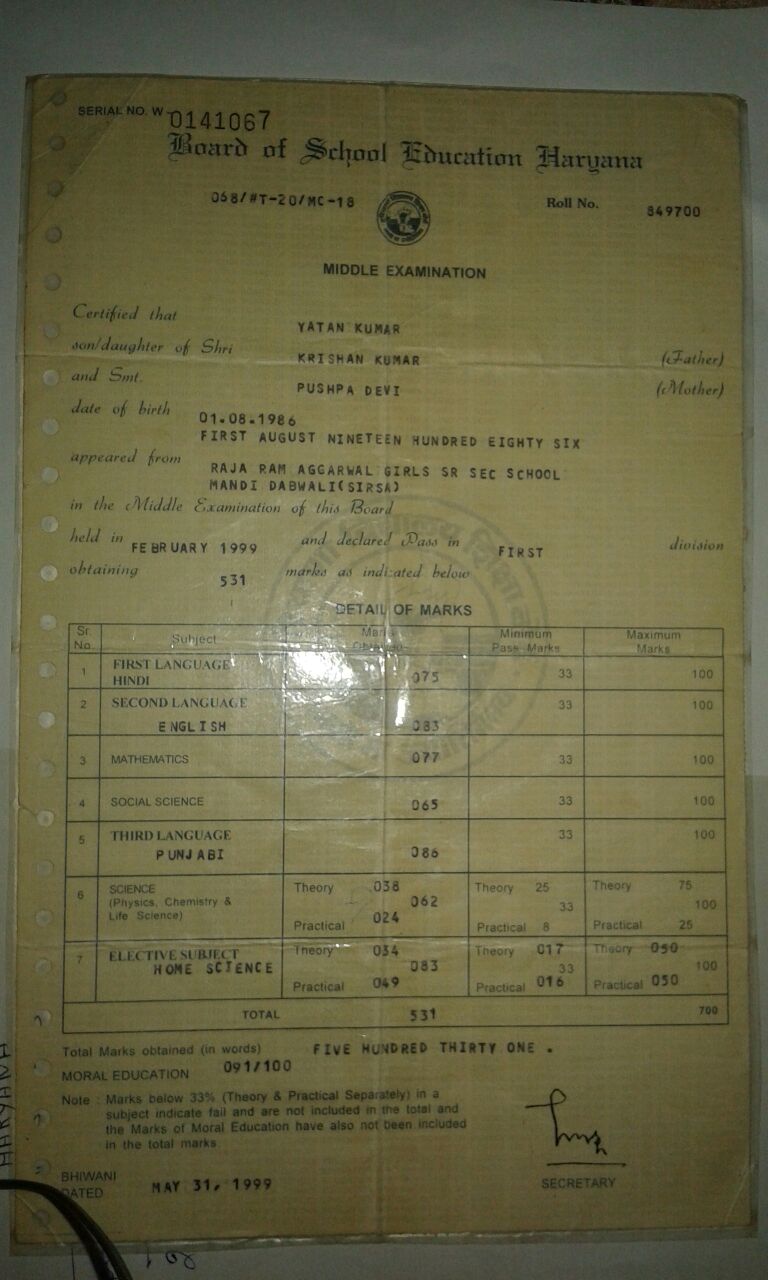 SERIAL NO. W 0141067
Board of School Education Haryana
068/#T-20/MC-18 Roll No. 849700
MIDDLE EXAMINATION
Certified that YATAN KUMAR
son/daughter of Shri KRISHAN KUMAR (Father)
and Smt. PUSHPA DEVI (Mother)
date of birth 01.08.1986
FIRST AUGUST NINETEEN HUNDRED EIGHTY SIX
appeared from RAJA RAM AGGARWAL GIRLS SR SEC SCHOOL
MANDI DABWALI(SIRSA)
in the Middle Examination of this Board
held in FEBRUARY 1999 and declared Pass in FIRST division
obtaining 531 marks as indicated below
DETAIL OF MARKS
Sr. No. Subject Marks Obtained Minimum Pass Marks Maximum Marks
1 FIRST LANGUAGE HINDI 075 33 100
2 SECOND LANGUAGE ENGLISH 083 33 100
3 MATHEMATICS 077 33 100
4 SOCIAL SCIENCE 065 33 100
5 THIRD LANGUAGE PUNJABI 086 33 100
6 SCIENCE Theory 038 Theory 25 Theory 75
(Physics, Chemistry & 062 33 100
Life Science) Practical 024 Practical 8 Practical 25
7 ELECTIVE SUBJECT Theory 034 Theory 017 Theory 050
HOME SCIENCE 083 33 100
Practical 049 Practical 016 Practical 050
TOTAL 531 700
Total Marks obtained (in words) FIVE HUNDRED THIRTY ONE .
MORAL EDUCATION 091/100
Note : Marks below 33% (Theory & Practical Separately) in a
subject indicate fail and are not included in the total and
the Marks of Moral Education have also not been included
in the total marks
BHIWANI
DATED MAY 31, 1999
SECRETARY
HARYANA